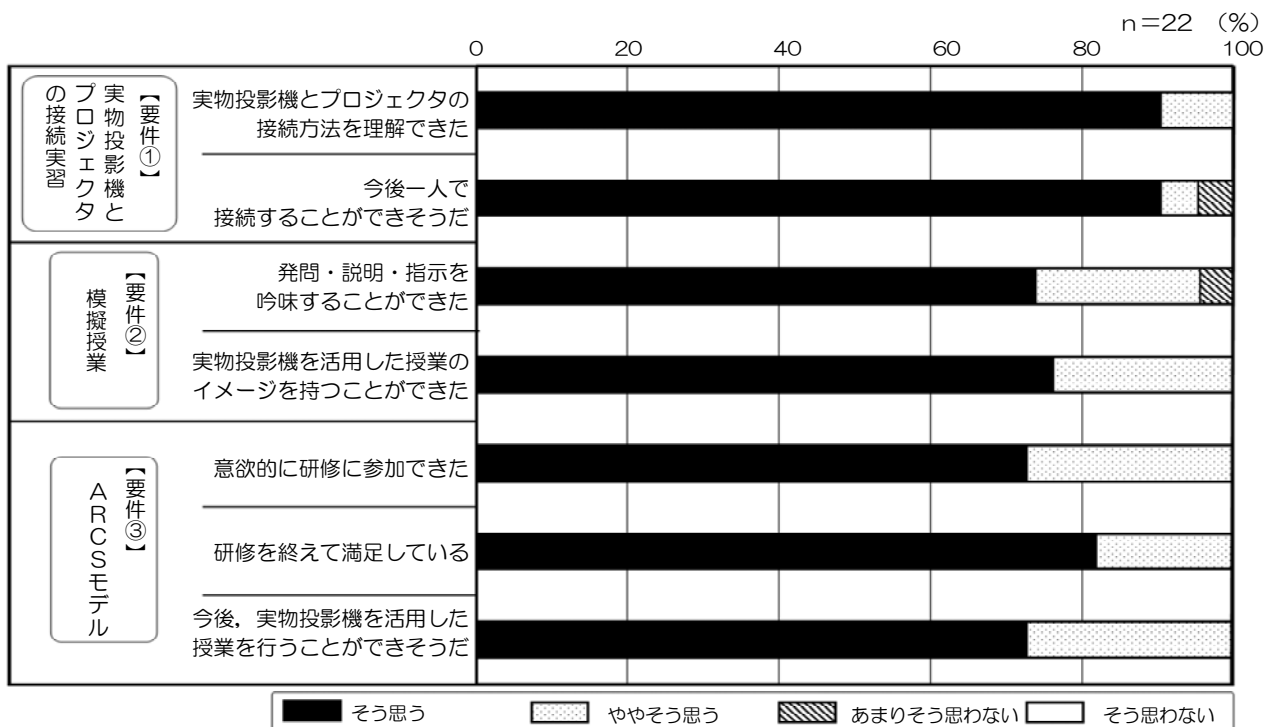 n=22 (%)
0 20 40 60 80 100
【要件①】
実物投影機と
プロジェクタ
の接続実習
実物投影機とプロジェクタの
接続方法を理解できた
今後一人で
接続することができそうだ
【要件②】
模擬授業
発問・説明・指示を
吟味することができた
実物投影機を活用した授業の
イメージを持つことができた
【要件③】
ARCSモデル
意欲的に研修に参加できた
研修を終えて満足している
今後，実物投影機を活用した
授業を行うことができそうだ
そう思う ややそう思う あまりそう思わない そう思わない